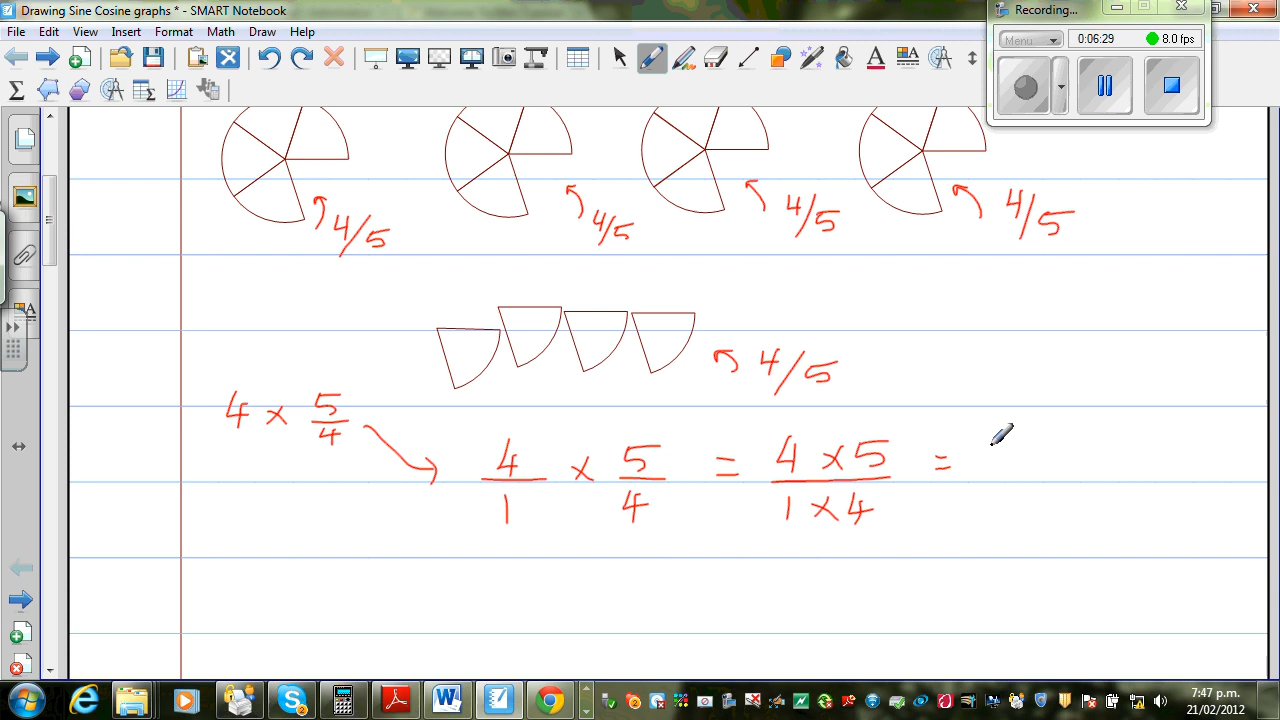 Drawing Sine Cosine graphs * - SMART Notebook
Recording...
File Edit View Insert Format Math Draw Help
Menu 0:06:29 8.0 fps
4/5 4/5 4/5 4/5
4/5
4 × 5/4
4/1 × 5/4 = 4 × 5 / 1 × 4 =
7:47 p.m.
21/02/2012